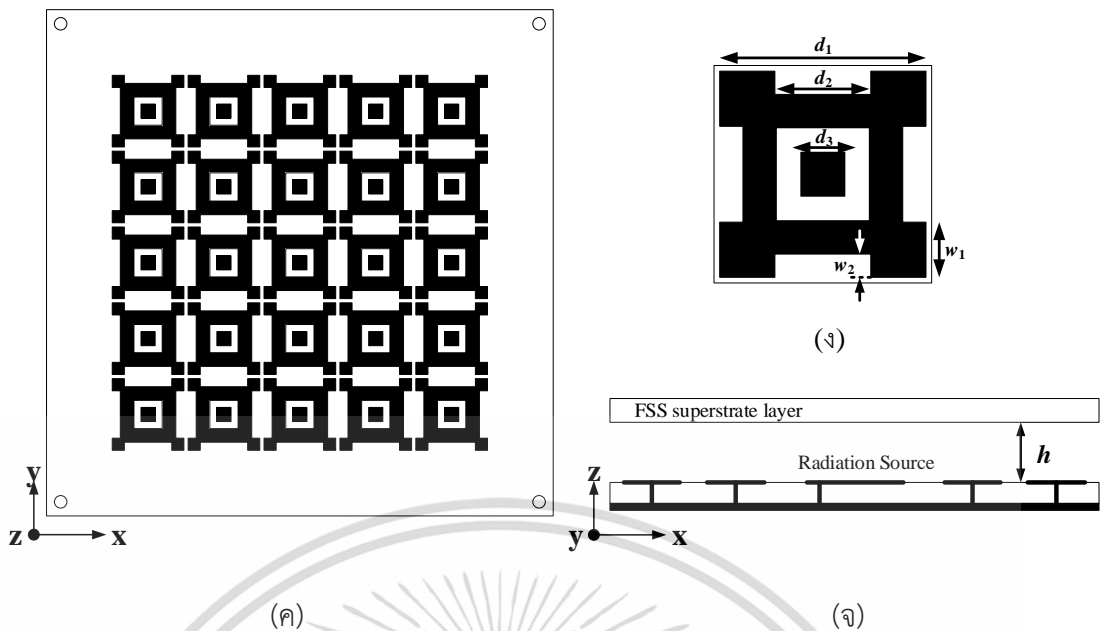 d₁
d₂
d₃
w₁
w₂
(ง)
FSS superstrate layer
h
Radiation Source
y
z x
z
y x
(ค)
(จ)